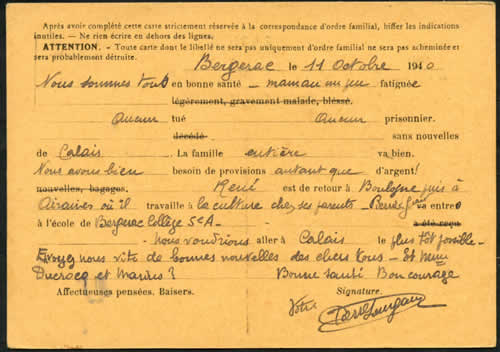 Après avoir complété cette carte strictement réservée à la correspondance d'ordre familial, biffer les indications
inutiles. — Ne rien écrire en dehors des lignes.
ATTENTION. - Toute carte dont le libellé ne sera pas uniquement d'ordre familial ne sera pas acheminée et
sera probablement détruite.
Bergerac le 11 Octobre 1940
Nous sommes tous en bonne santé – maman un peu fatiguée
légèrement, gravement malade, blessé.
Aucun tué Aucun prisonnier.
décédé sans nouvelles
de Calais. La famille entière va bien.
Nous avons bien besoin de provisions autant que d'argent!
nouvelles, bagages. René est de retour à Boulogne puis à
Airaines où il travaille à la culture chez ses parents va entrer
à l'école de Bergerac Collège 5e A. a été reçu
nous voudrions aller à Calais le plus tôt possible
Envoyez nous vite de bonnes nouvelles des chers tous – Et Mme
Ducrocq et Marius ? Bonne santé Bon courage
Affectueuses pensées. Baisers. Signature.
Votre